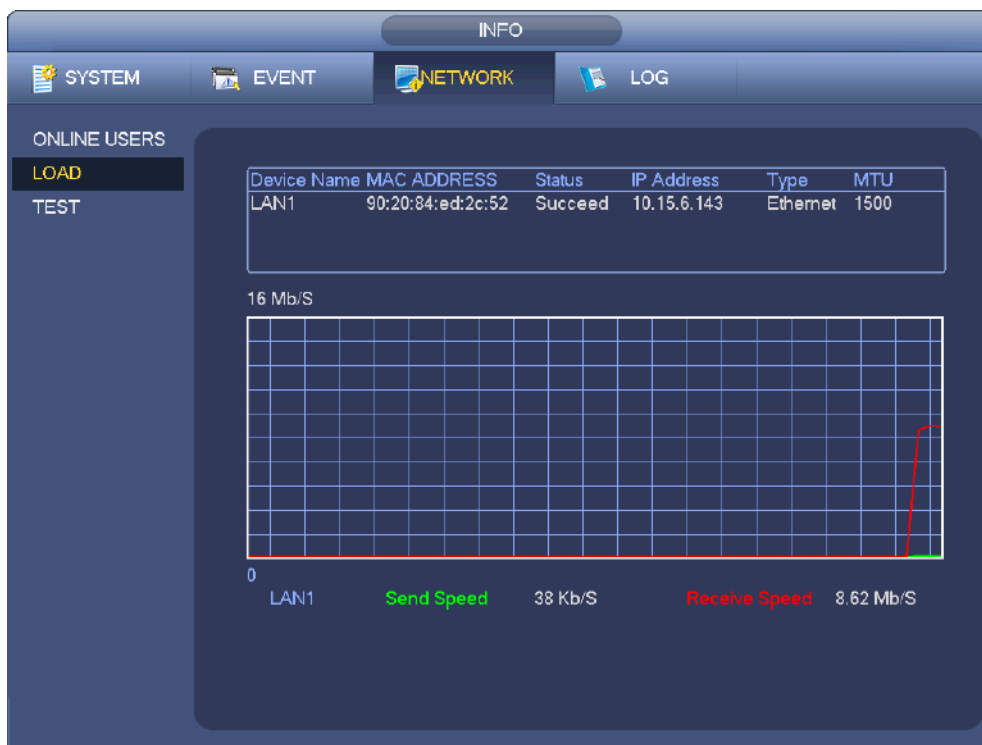 INFO
SYSTEM EVENT NETWORK LOG
ONLINE USERS
LOAD
TEST
Device Name MAC ADDRESS Status IP Address Type MTU
LAN1 90:20:84:ed:2c:52 Succeed 10.15.6.143 Ethernet 1500
16 Mb/S
0
LAN1 Send Speed 38 Kb/S Receive Speed 8.62 Mb/S